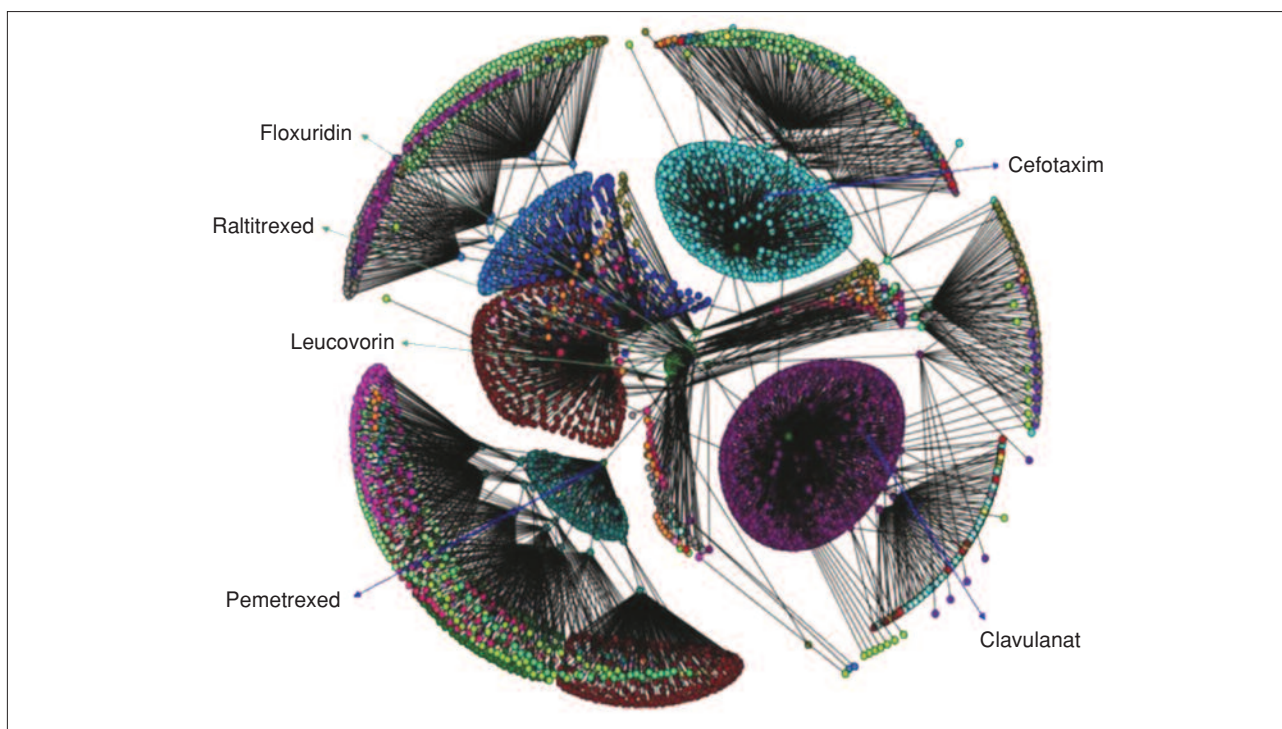 Floxuridin
Cefotaxim
Raltitrexed
Leucovorin
Pemetrexed
Clavulanat